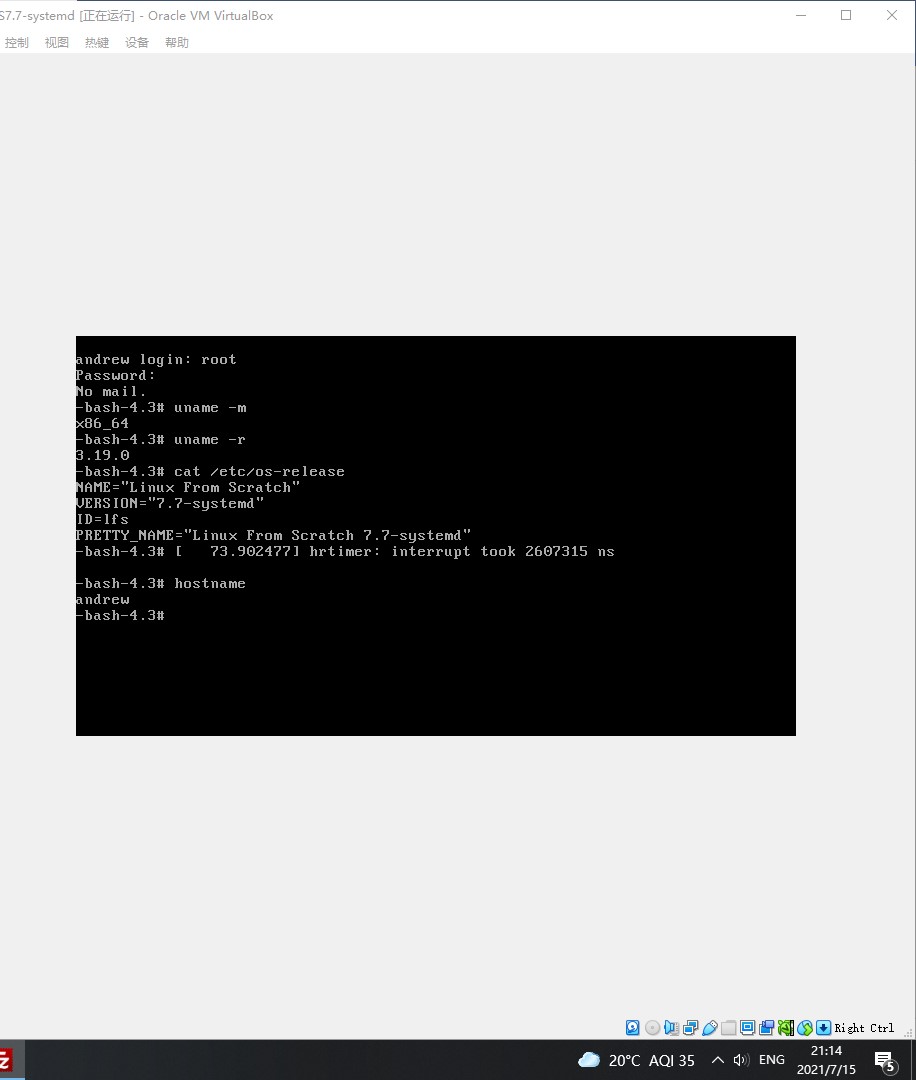 S7.7-systemd [正在运行] - Oracle VM VirtualBox
控制 视图 热键 设备 帮助
andrew login: root
Password:
No mail.
-bash-4.3# uname -m
x86_64
-bash-4.3# uname -r
3.19.0
-bash-4.3# cat /etc/os-release
NAME="Linux From Scratch"
VERSION="7.7-systemd"
ID=lfs
PRETTY_NAME="Linux From Scratch 7.7-systemd"
-bash-4.3# [   73.902477] hrtimer: interrupt took 2607315 ns
-bash-4.3# hostname
andrew
-bash-4.3#
Right Ctrl
20°C AQI 35 ENG 21:14
2021/7/15
5